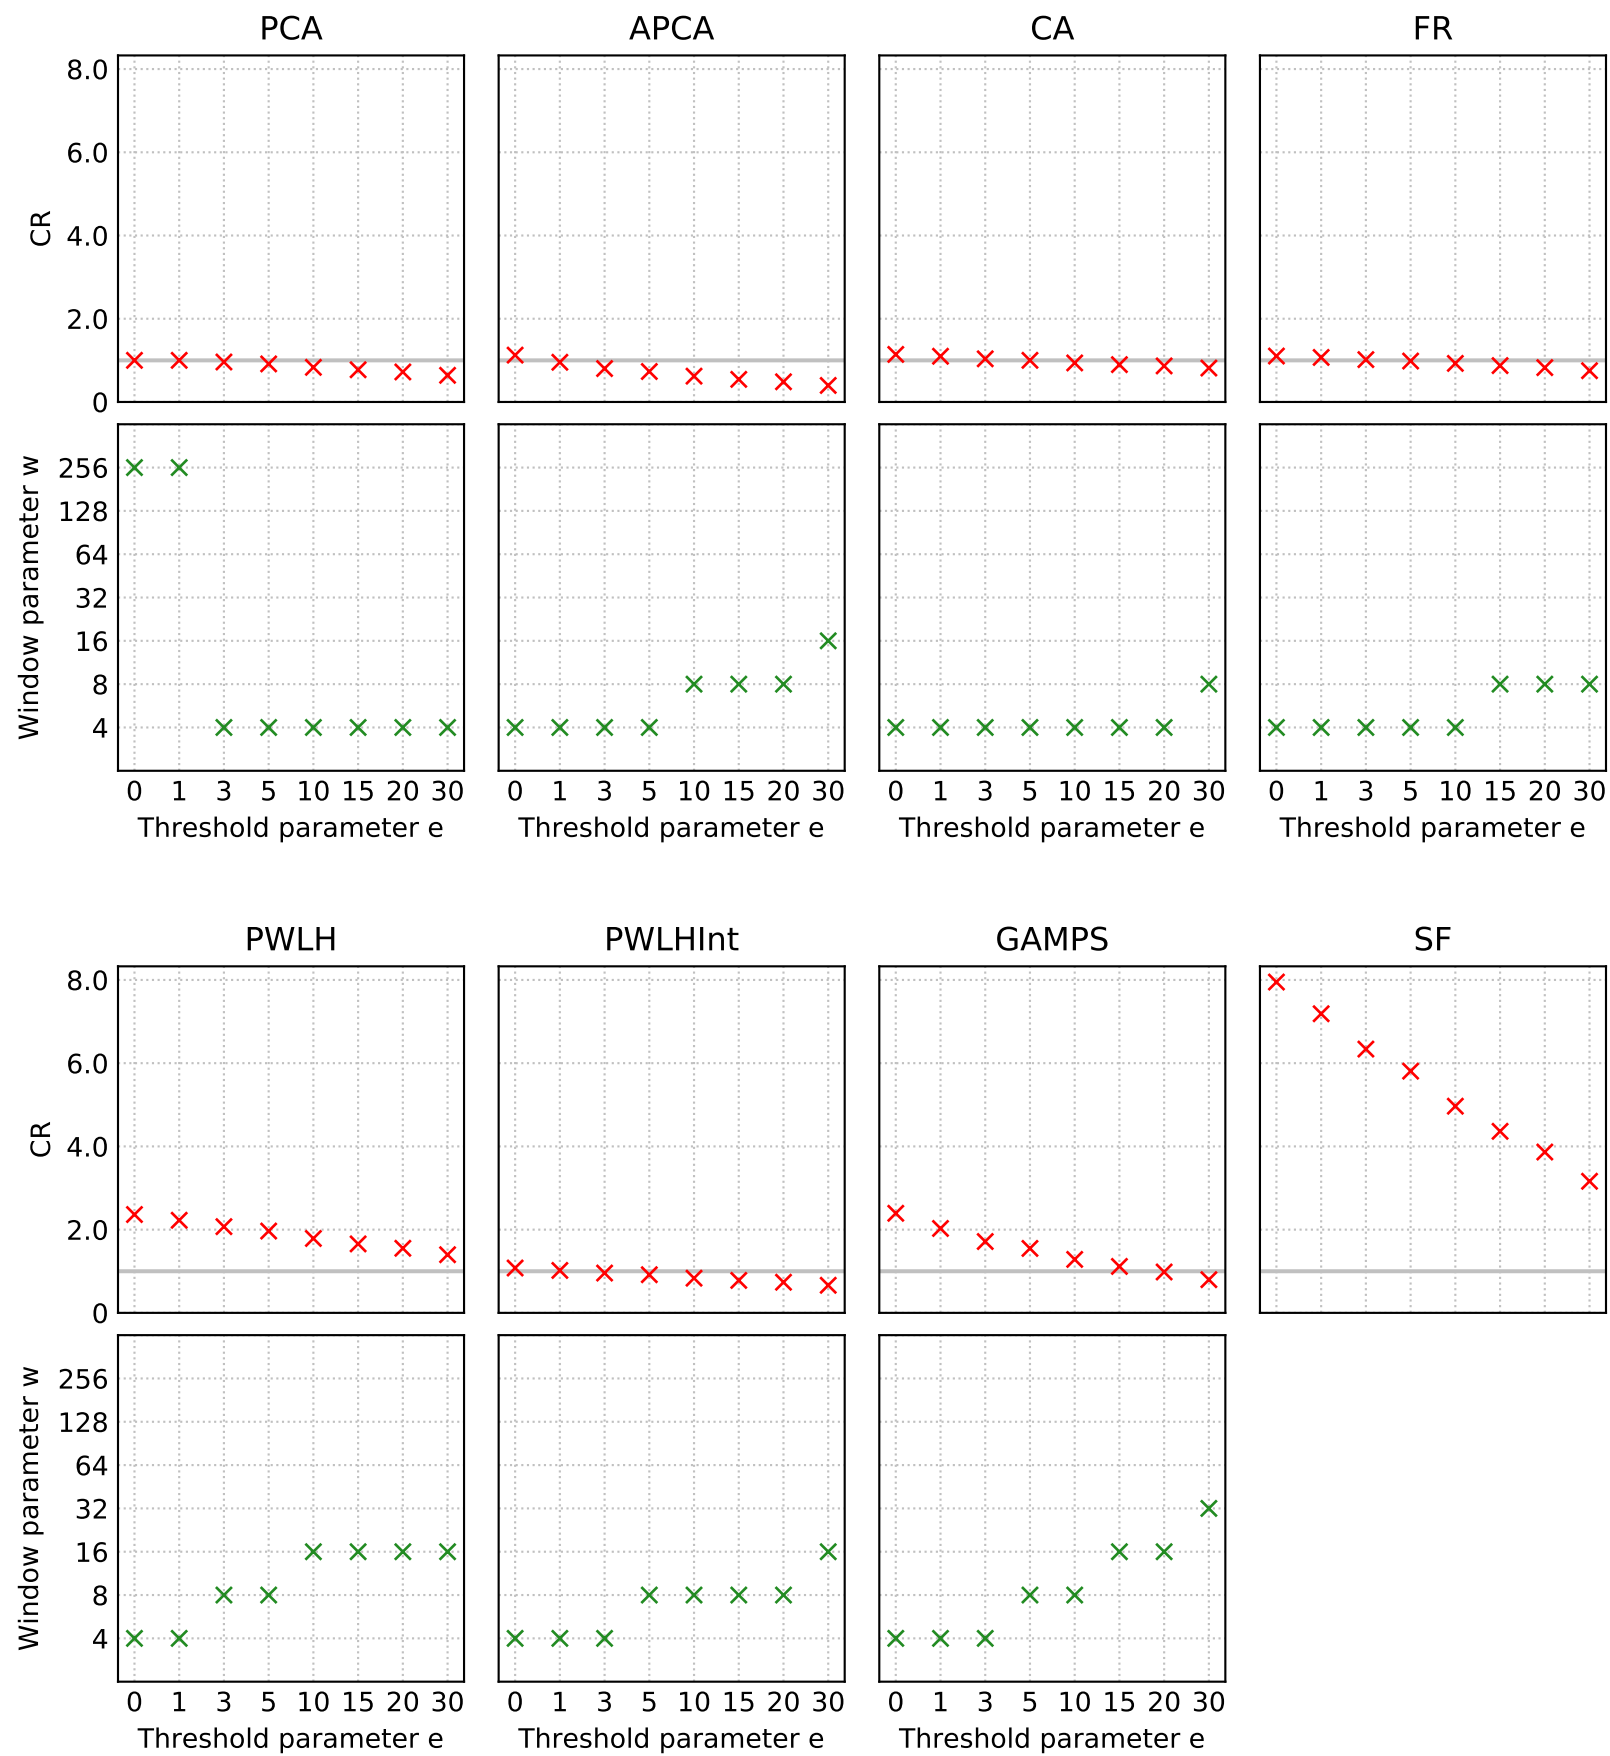 PCA APCA CA FR
8.0
6.0
4.0
2.0
0
CR
256
128
64
32
16
8
4
Window parameter w
0 1 3 5 10 15 20 30 0 1 3 5 10 15 20 30 0 1 3 5 10 15 20 30 0 1 3 5 10 15 20 30
Threshold parameter e Threshold parameter e Threshold parameter e Threshold parameter e
PWLH PWLHInt GAMPS SF
8.0
6.0
4.0
2.0
0
CR
256
128
64
32
16
8
4
Window parameter w
0 1 3 5 10 15 20 30 0 1 3 5 10 15 20 30 0 1 3 5 10 15 20 30
Threshold parameter e Threshold parameter e Threshold parameter e